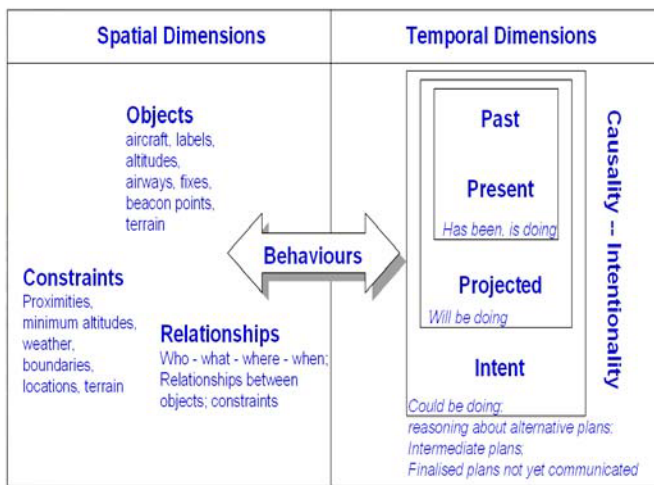 Spatial Dimensions
Temporal Dimensions
Objects
aircraft, labels,
altitudes,
airways, fixes,
beacon points,
terrain
Constraints
Proximities,
minimum altitudes,
weather,
boundaries,
locations, terrain
Relationships
Who - what - where - when;
Relationships between
objects; constraints
Behaviours
Past
Present
Has been, is doing
Projected
Will be doing
Intent
Could be doing:
reasoning about alternative plans:
Intermediate plans;
Finalised plans not yet communicated
Causality -- Intentionality